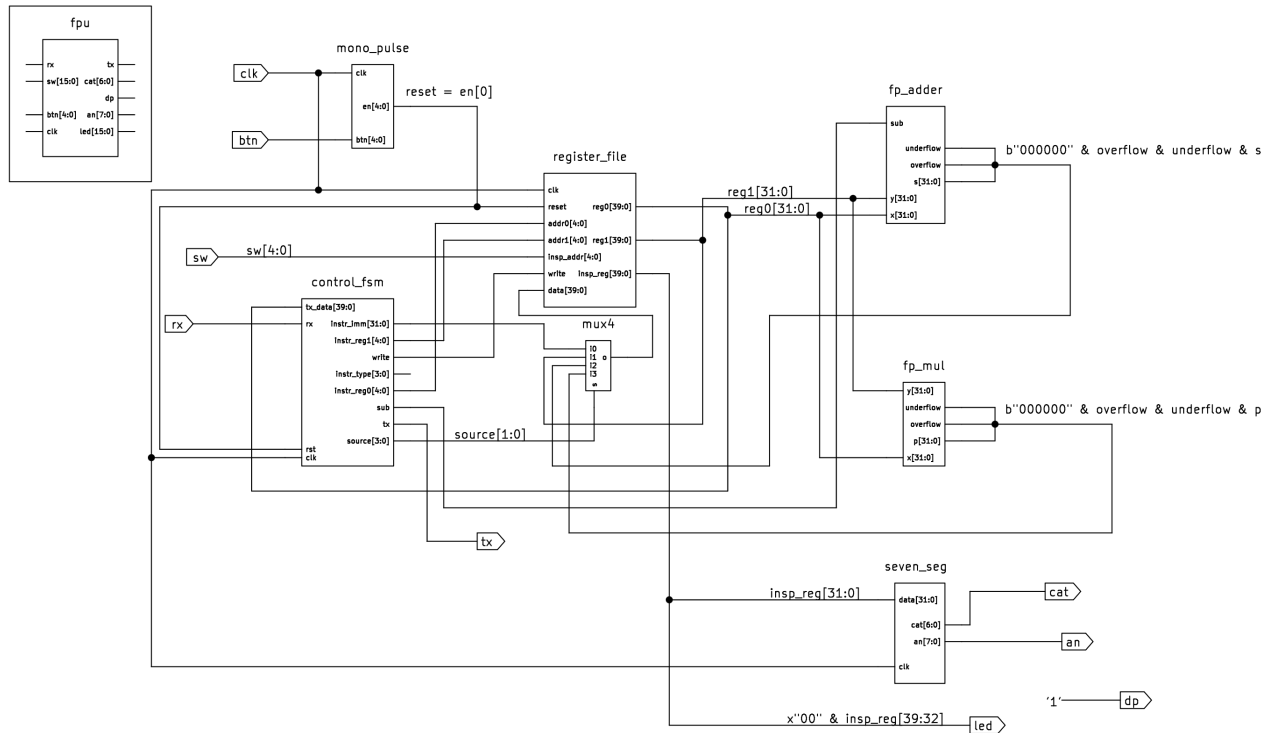 fpu
rx
sw[15:0]
btn[4:0]
clk
tx
cat[6:0]
dp
an[7:0]
led[15:0]
mono_pulse
clk
clk
en[4:0]
btn[4:0]
btn
reset = en[0]
register_file
clk
reset
addr0[4:0]
addr1[4:0]
insp_addr[4:0]
write
data[39:0]
reg0[39:0]
reg1[39:0]
insp_reg[39:0]
sw
sw[4:0]
fp_adder
sub
underflow
overflow
s[31:0]
y[31:0]
x[31:0]
b"000000" & overflow & underflow & s
reg1[31:0]
reg0[31:0]
control_fsm
tx_data[39:0]
rx
rx
instr_imm[31:0]
instr_reg1[4:0]
write
instr_type[3:0]
instr_reg0[4:0]
sub
tx
source[3:0]
rst
clk
source[1:0]
tx
mux4
i0
i1
i2
i3
o
s
fp_mul
y[31:0]
underflow
overflow
p[31:0]
x[31:0]
b"000000" & overflow & underflow & p
seven_seg
data[31:0]
cat[6:0]
an[7:0]
clk
insp_reg[31:0]
cat
an
'1'
dp
x"00" & insp_reg[39:32]
led